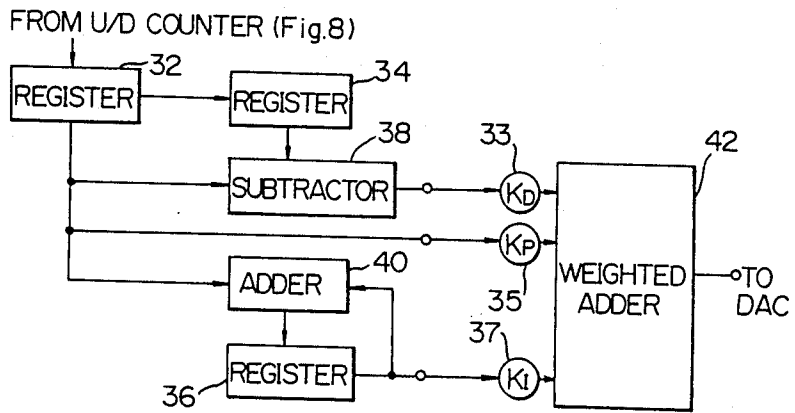 FROM U/D COUNTER (Fig.8)
32
34
REGISTER
REGISTER
38
33
42
SUBTRACTOR
KD
KP
40
35
ADDER
WEIGHTED
ADDER
TO
DAC
37
36
REGISTER
KI